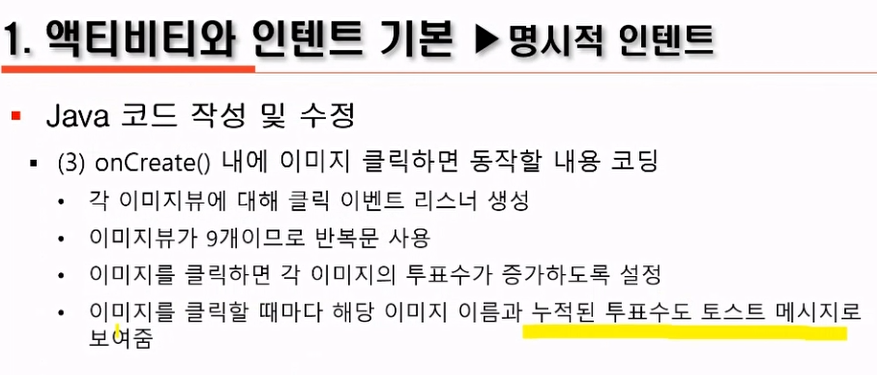 1. 액티비티와 인텐트 기본 ▶명시적 인텐트
▪ Java 코드 작성 및 수정
▪ (3) onCreate() 내에 이미지 클릭하면 동작할 내용 코딩
• 각 이미지뷰에 대해 클릭 이벤트 리스너 생성
• 이미지뷰가 9개이므로 반복문 사용
• 이미지를 클릭하면 각 이미지의 투표수가 증가하도록 설정
• 이미지를 클릭할 때마다 해당 이미지 이름과 누적된 투표수도 토스트 메시지로
보여줌